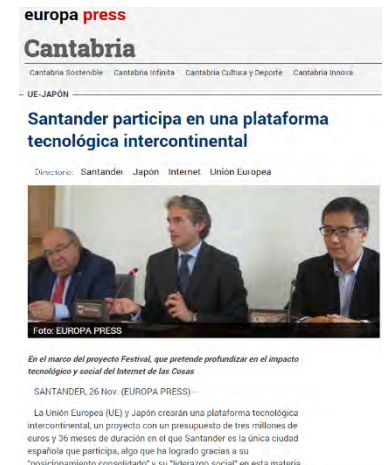 europa press
Cantabria
Cantabria Sostenible Cantabria Infinita Cantabria Cultura y Deporte Cantabria Innova
UE-JAPÓN
Santander participa en una plataforma
tecnológica intercontinental
Directorio: Santander Japón Internet Unión Europea
Foto: EUROPA PRESS
En el marco del proyecto Festival, que pretende profundizar en el impacto
tecnológico y social del Internet de las Cosas
SANTANDER, 26 Nov. (EUROPA PRESS) -
La Unión Europea (UE) y Japón crearán una plataforma tecnológica
intercontinental, un proyecto con un presupuesto de tres millones de
euros y 36 meses de duración en el que Santander es la única ciudad
española que participa, algo que ha logrado gracias a su
"posicionamiento consolidado" y su "liderazgo social" en esta materia